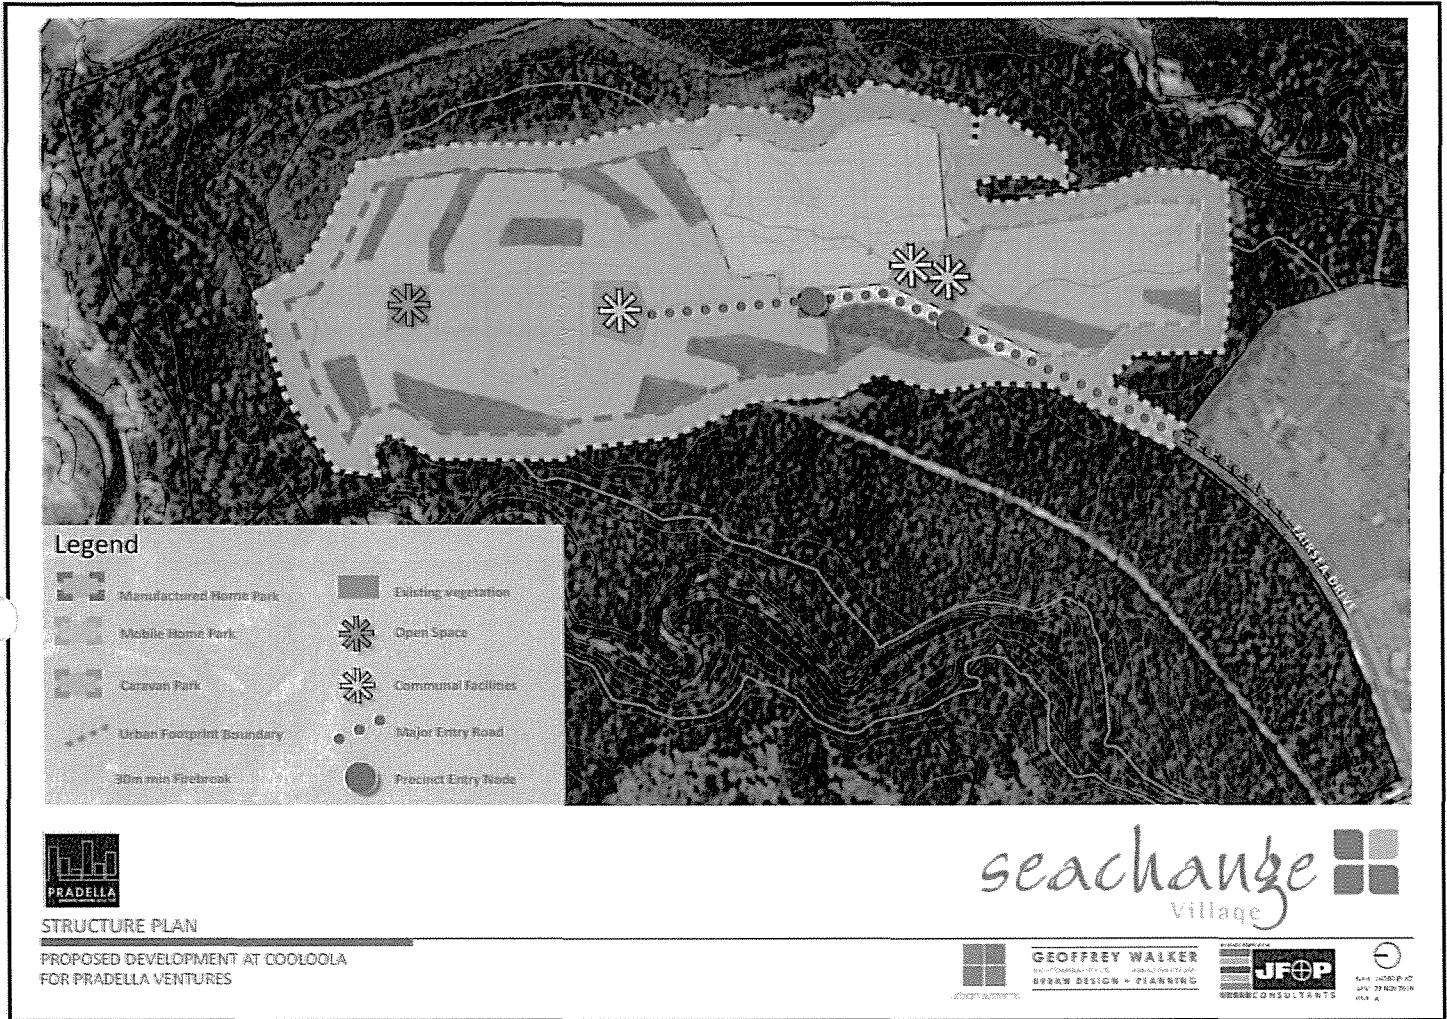 FAIRSEA DRIVE
Legend
Manufactured Home Park
Mobile Home Park
Caravan Park
Urban Footprint Boundary
30m min Firebreak
Existing vegetation
Open Space
Communal Facilities
Major Entry Road
Precinct Entry Node
PRADELLA
STRUCTURE PLAN
PROPOSED DEVELOPMENT AT COOLOOLA
FOR PRADELLA VENTURES
seachange
Village
GEOFFREY WALKER
URBAN DESIGN + PLANNING
JFP
URBAN CONSULTANTS